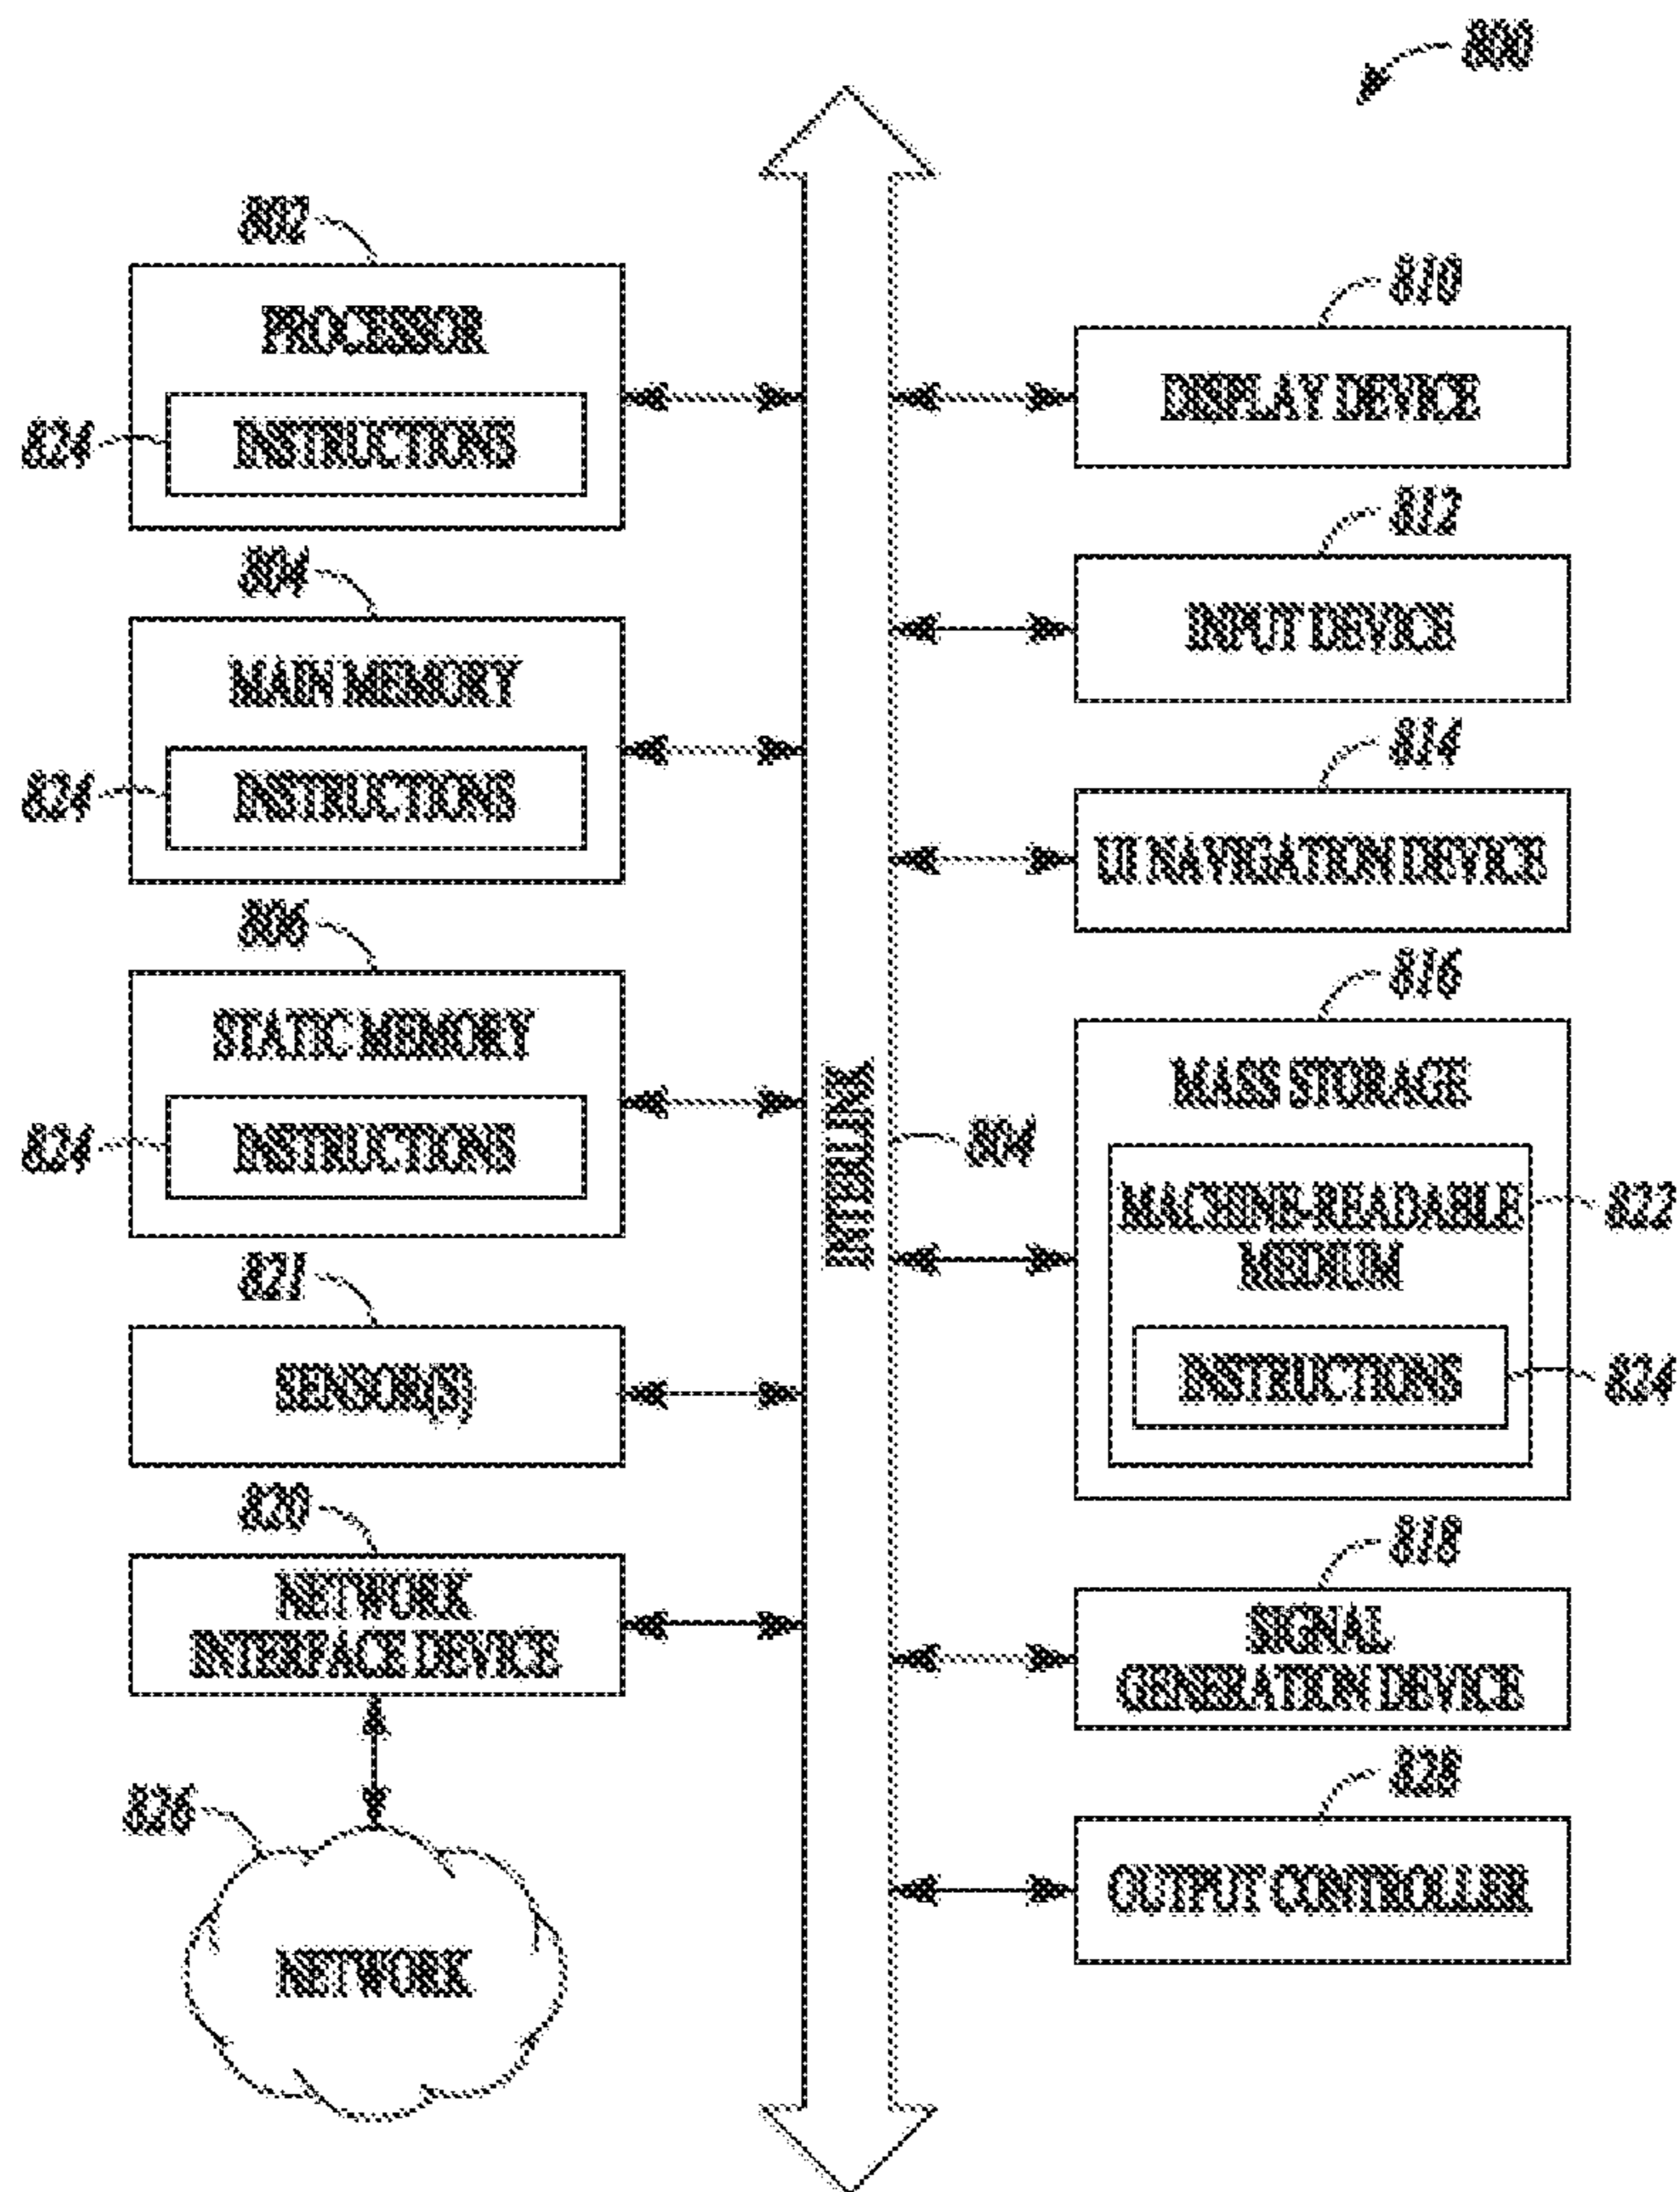 800
802
PROCESSOR
824
INSTRUCTIONS
804
MAIN MEMORY
824
INSTRUCTIONS
806
STATIC MEMORY
824
INSTRUCTIONS
821
SENSOR(S)
820
NETWORK
INTERFACE DEVICE
826
NETWORK
INTERLINK
804
810
DISPLAY DEVICE
812
INPUT DEVICE
814
UI NAVIGATION DEVICE
816
MASS STORAGE
MACHINE-READABLE
MEDIUM
822
INSTRUCTIONS
824
818
SIGNAL
GENERATION DEVICE
828
OUTPUT CONTROLLER